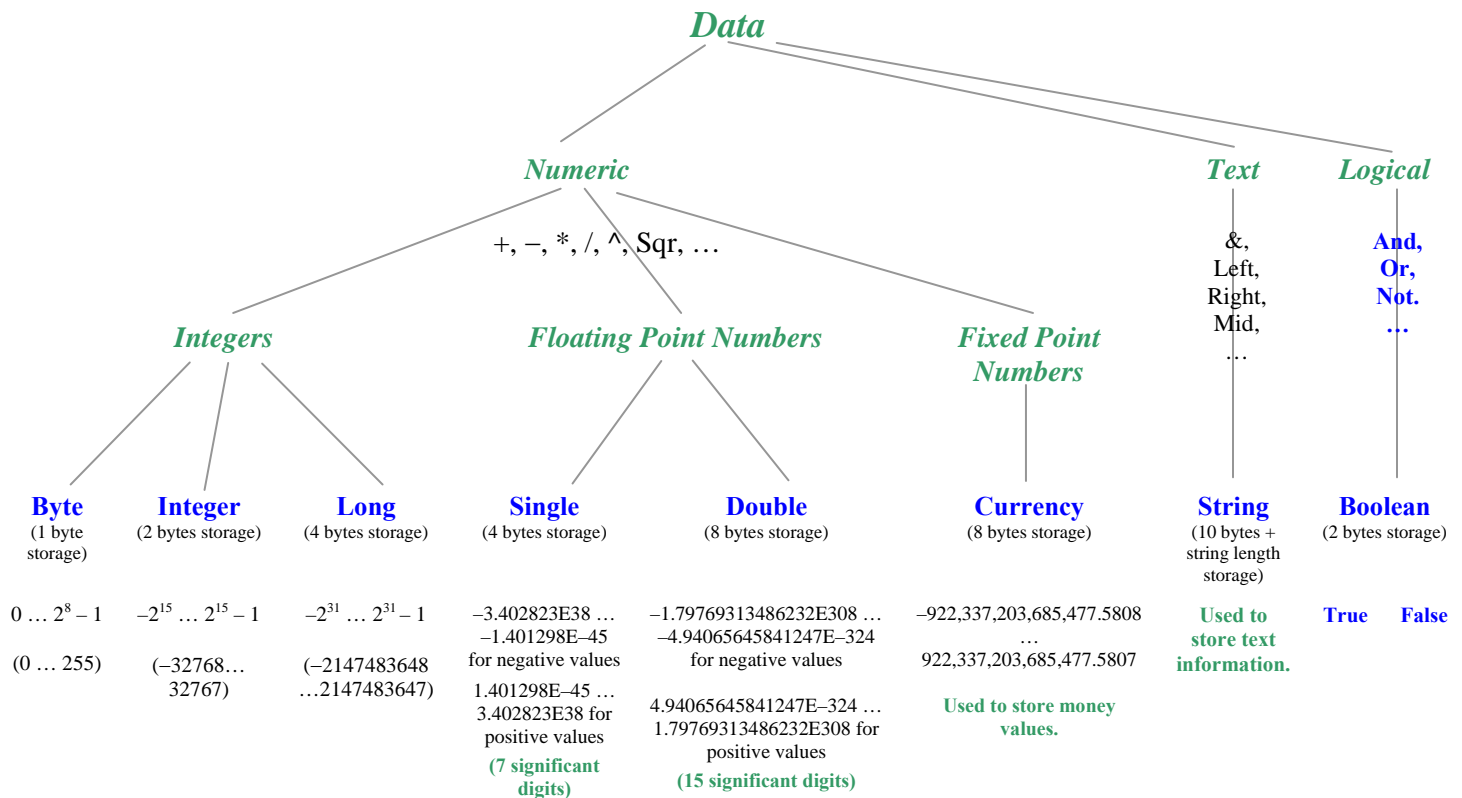 Data
Numeric
Text
Logical
+, –, *, /, ^, Sqr, …
&,
Left,
Right,
Mid,
…
And,
Or,
Not.
…
Integers
Floating Point Numbers
Fixed Point
Numbers
Byte
(1 byte
storage)
0 … 2⁸ – 1
(0 … 255)
Integer
(2 bytes storage)
–2¹⁵ … 2¹⁵ – 1
(–32768…
32767)
Long
(4 bytes storage)
–2³¹ … 2³¹ – 1
(–2147483648
…2147483647)
Single
(4 bytes storage)
–3.402823E38 …
–1.401298E–45
for negative values
1.401298E–45 …
3.402823E38 for
positive values
(7 significant
digits)
Double
(8 bytes storage)
–1.79769313486232E308 …
–4.94065645841247E–324
for negative values
4.94065645841247E–324 …
1.79769313486232E308 for
positive values
(15 significant digits)
Currency
(8 bytes storage)
–922,337,203,685,477.5808
…
922,337,203,685,477.5807
Used to store money
values.
String
(10 bytes +
string length
storage)
Used to
store text
information.
Boolean
(2 bytes storage)
True False